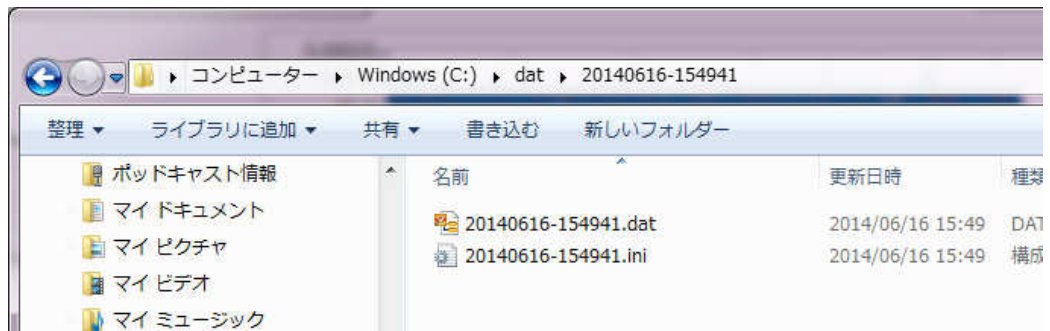 コンピューター ▸ Windows (C:) ▸ dat ▸ 20140616-154941
整理 ライブラリに追加 共有 書き込む 新しいフォルダー
ポッドキャスト情報
マイ ドキュメント
マイ ピクチャ
マイ ビデオ
マイ ミュージック
名前 更新日時 種類
20140616-154941.dat 2014/06/16 15:49 DAT
20140616-154941.ini 2014/06/16 15:49 構成